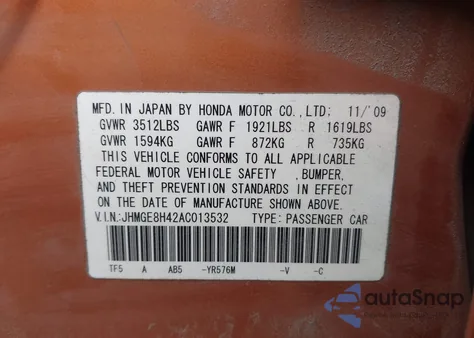 MFD. IN JAPAN BY HONDA MOTOR CO., LTD: 11/'09
GVWR 3512LBS GAWR F 1921LBS R 1619LBS
GVWR 1594KG GAWR F 872KG R 735KG
THIS VEHICLE CONFORMS TO ALL APPLICABLE
FEDERAL MOTOR VEHICLE SAFETY , BUMPER,
AND THEFT PREVENTION STANDARDS IN EFFECT
ON THE DATE OF MANUFACTURE SHOWN ABOVE.
V.I.N:JHMGE8H42AC013532 TYPE: PASSENGER CAR
TF5 A AB5 -YR576M -V -C
autoSnap